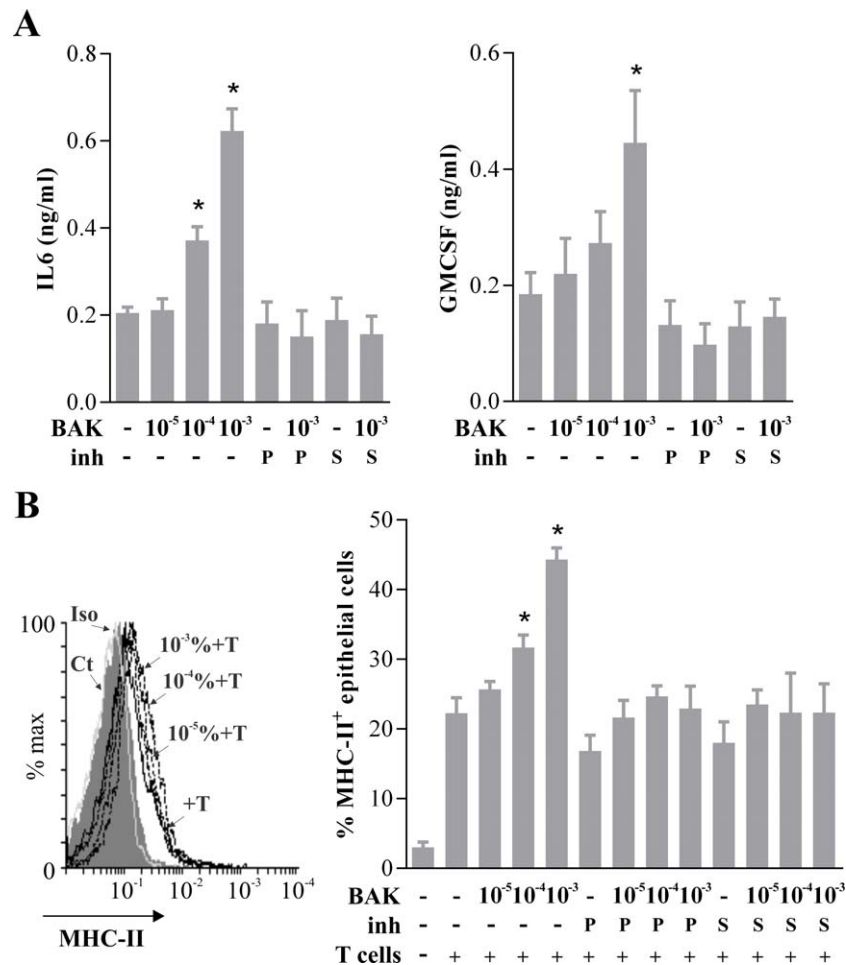 A
0.8
0.6
0.4
0.2
0.0
IL6 (ng/ml)
*
*
BAK - 10⁻⁵ 10⁻⁴ 10⁻³ - 10⁻³ - 10⁻³
inh - - - - P P S S
0.6
0.4
0.2
0.0
GMCSF (ng/ml)
*
BAK - 10⁻⁵ 10⁻⁴ 10⁻³ - 10⁻³ - 10⁻³
inh - - - - P P S S
B
100
0
% max
Iso
Ct
10⁻³%+T
10⁻⁴%+T
10⁻⁵%+T
+T
10⁻¹ 10⁻² 10⁻³ 10⁻⁴
MHC-II
50
40
30
20
10
0
% MHC-II⁺ epithelial cells
*
*
BAK - - 10⁻⁵ 10⁻⁴ 10⁻³ - 10⁻⁵ 10⁻⁴ 10⁻³ - 10⁻⁵ 10⁻⁴ 10⁻³
inh - - - - - P P P P S S S S
T cells - + + + + + + + + + + + +